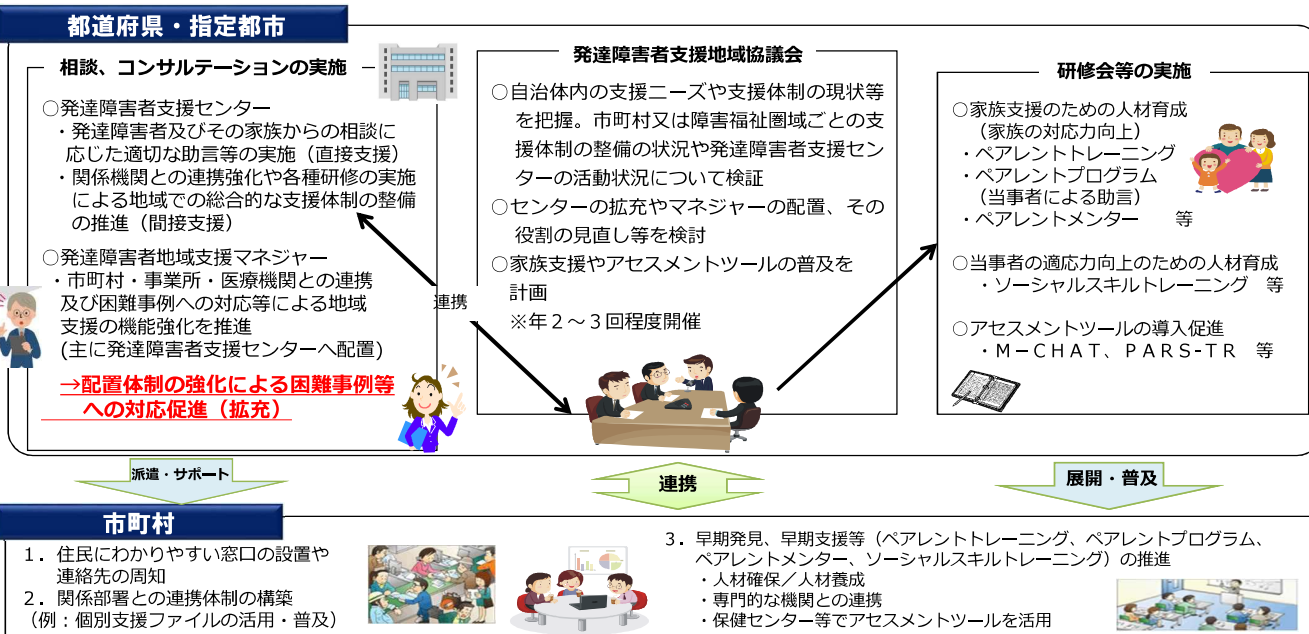 都道府県・指定都市
相談、コンサルテーションの実施
○発達障害者支援センター
・発達障害者及びその家族からの相談に
応じた適切な助言等の実施（直接支援）
・関係機関との連携強化や各種研修の実施
による地域での総合的な支援体制の整備
の推進（間接支援）
○発達障害者地域支援マネジャー
・市町村・事業所・医療機関との連携
及び困難事例への対応等による地域
支援の機能強化を推進
(主に発達障害者支援センターへ配置)
→配置体制の強化による困難事例等
への対応促進（拡充）
連携
発達障害者支援地域協議会
○自治体内の支援ニーズや支援体制の現状等
を把握。市町村又は障害福祉圏域ごとの支
援体制の整備の状況や発達障害者支援セン
ターの活動状況について検証
○センターの拡充やマネジャーの配置、その
役割の見直し等を検討
○家族支援やアセスメントツールの普及を
計画
※年２～３回程度開催
研修会等の実施
○家族支援のための人材育成
（家族の対応力向上）
・ペアレントトレーニング
・ペアレントプログラム
（当事者による助言）
・ペアレントメンター　等
○当事者の適応力向上のための人材育成
・ソーシャルスキルトレーニング　等
○アセスメントツールの導入促進
・Ｍ－ＣＨＡＴ、ＰＡＲＳ-ＴＲ　等
派遣・サポート
連携
展開・普及
市町村
１．住民にわかりやすい窓口の設置や
連絡先の周知
２．関係部署との連携体制の構築
（例：個別支援ファイルの活用・普及）
３．早期発見、早期支援等（ペアレントトレーニング、ペアレントプログラム、
ペアレントメンター、ソーシャルスキルトレーニング）の推進
・人材確保／人材養成
・専門的な機関との連携
・保健センター等でアセスメントツールを活用